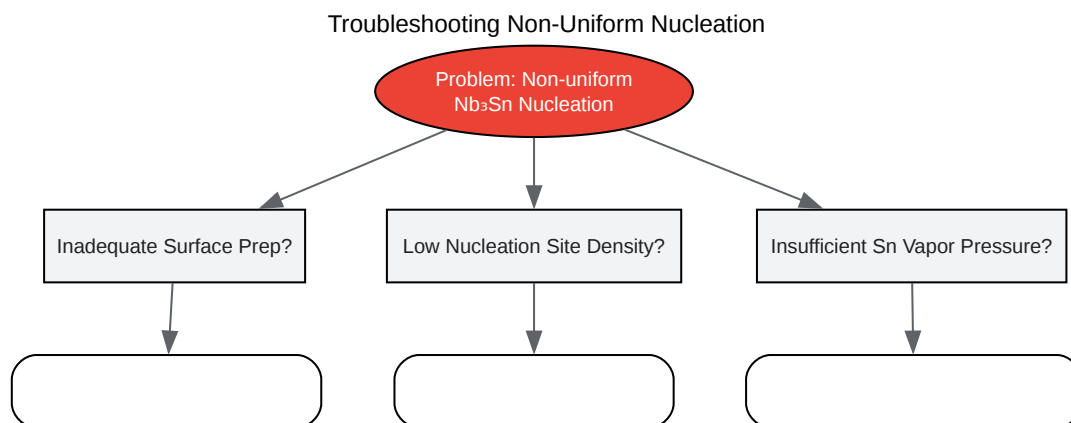 Troubleshooting Non-Uniform Nucleation
Problem: Non-uniform
Nb₃Sn Nucleation
Inadequate Surface Prep?
Low Nucleation Site Density?
Insufficient Sn Vapor Pressure?